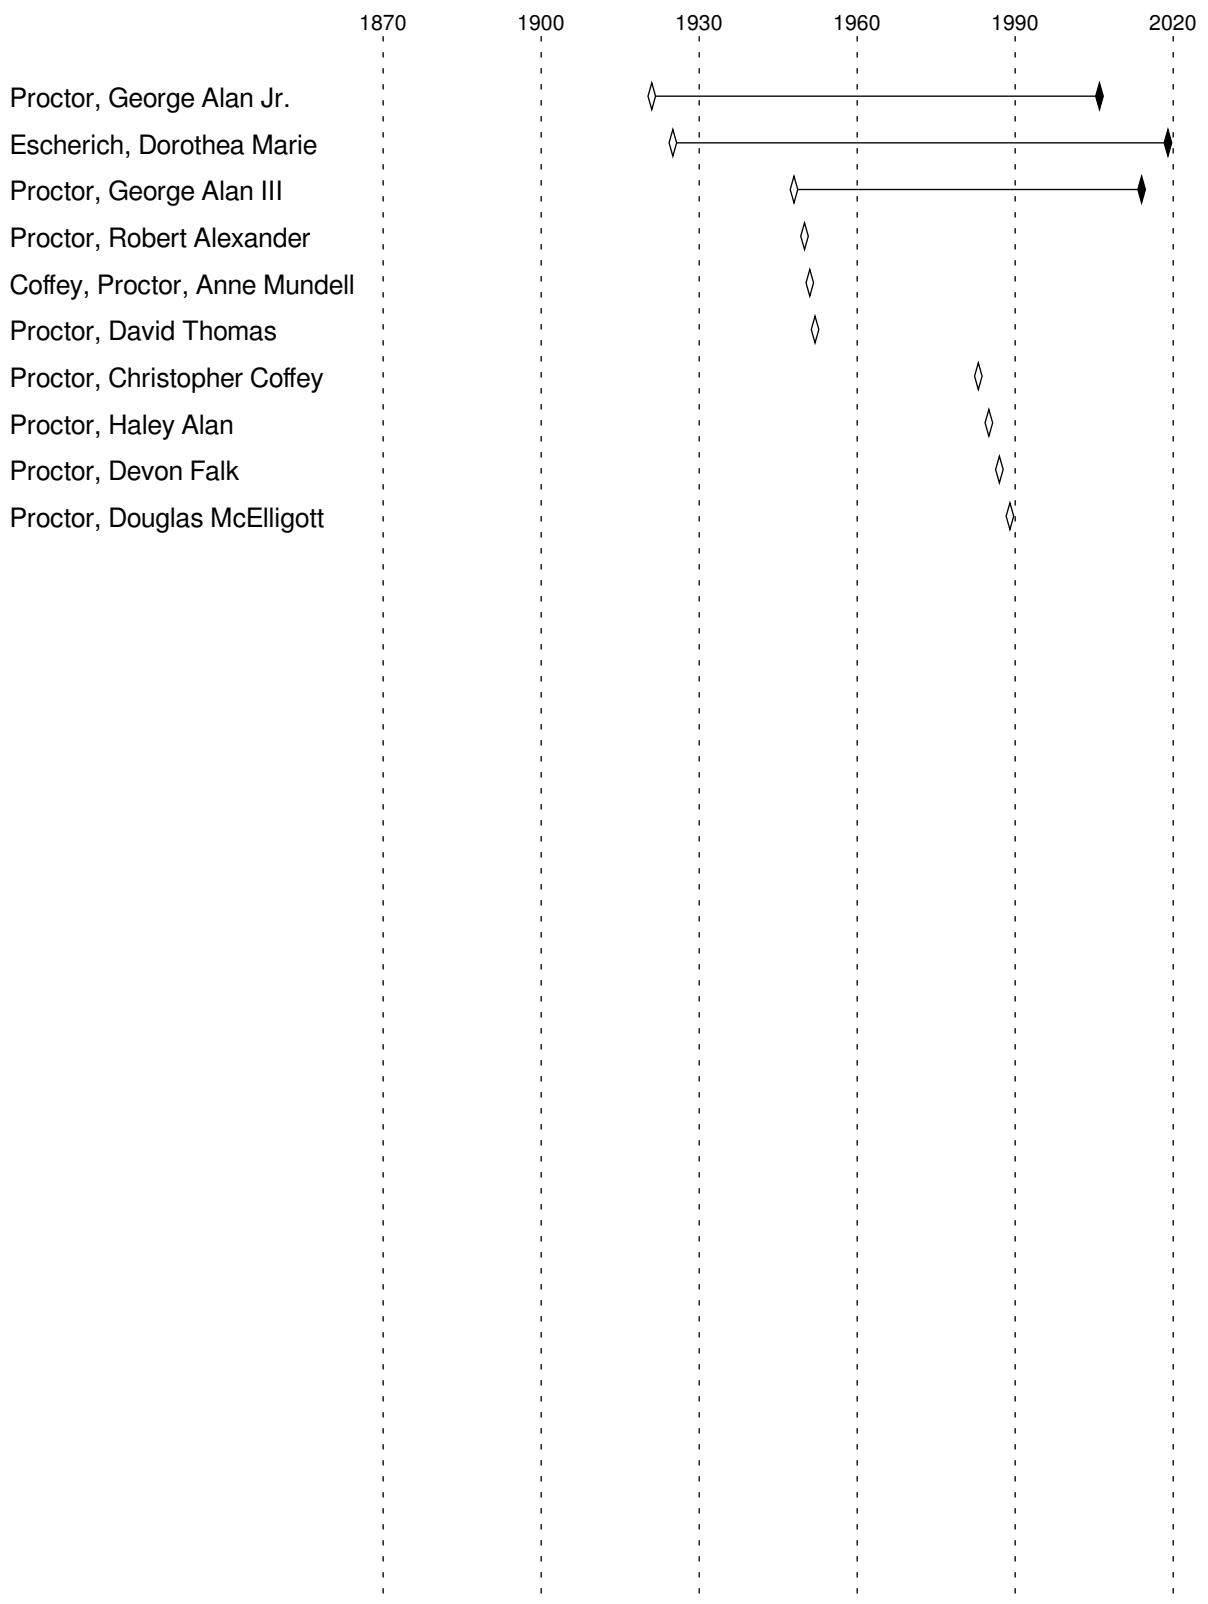 1870 1900 1930 1960 1990 2020
Proctor, George Alan Jr.
Escherich, Dorothea Marie
Proctor, George Alan III
Proctor, Robert Alexander
Coffey, Proctor, Anne Mundell
Proctor, David Thomas
Proctor, Christopher Coffey
Proctor, Haley Alan
Proctor, Devon Falk
Proctor, Douglas McElligott